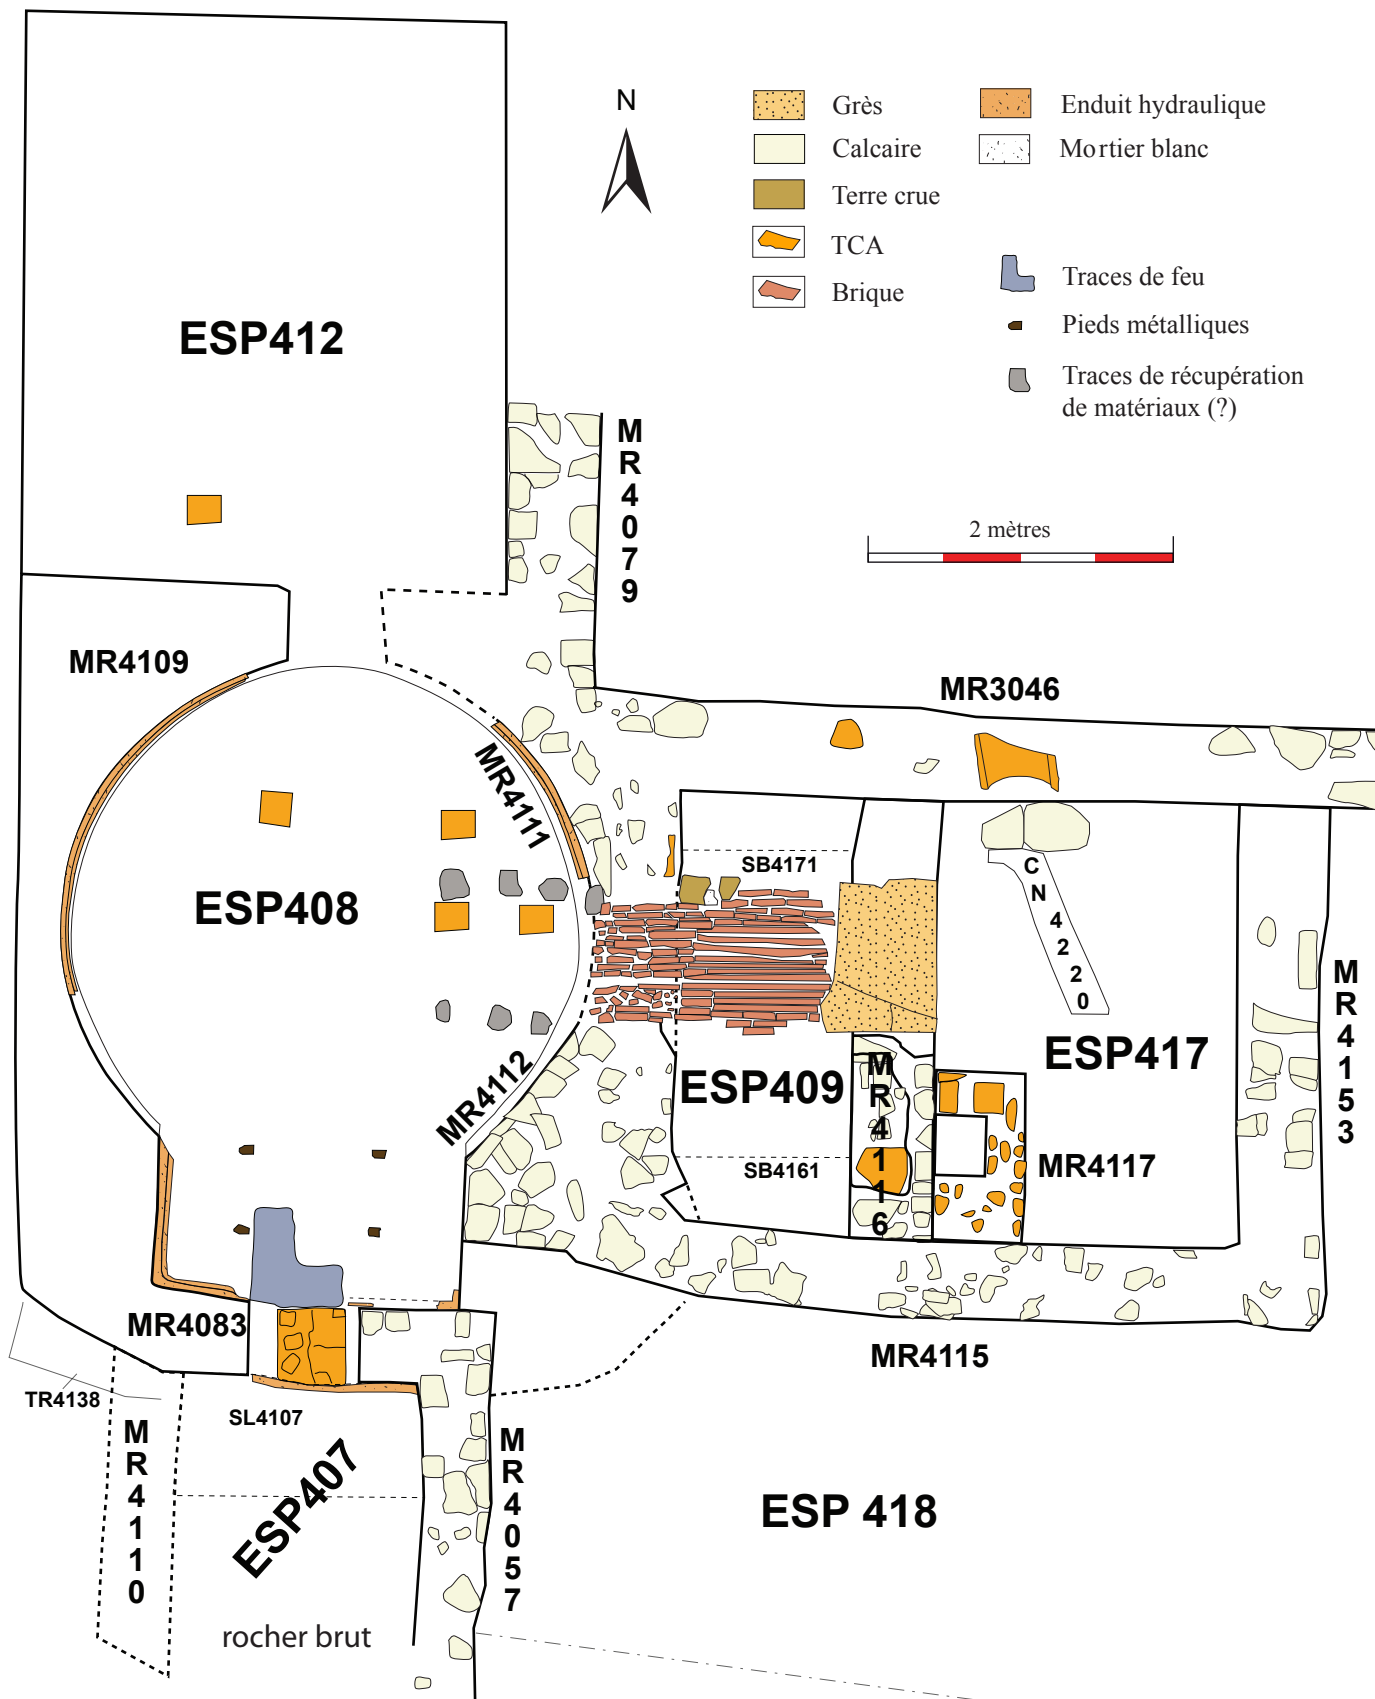 N
Grès
Calcaire
Terre crue
TCA
Brique
Enduit hydraulique
Mortier blanc
Traces de feu
Pieds métalliques
Traces de récupération
de matériaux (?)
2 mètres
ESP412
MR4079
MR4109
MR3046
MR4111
SB4171
ESP408
CN4220
MR4153
ESP417
MR4112
ESP409
MR4116
MR4117
SB4161
MR4083
MR4115
TR4138
SL4107
MR4110
ESP407
MR4057
ESP 418
rocher brut